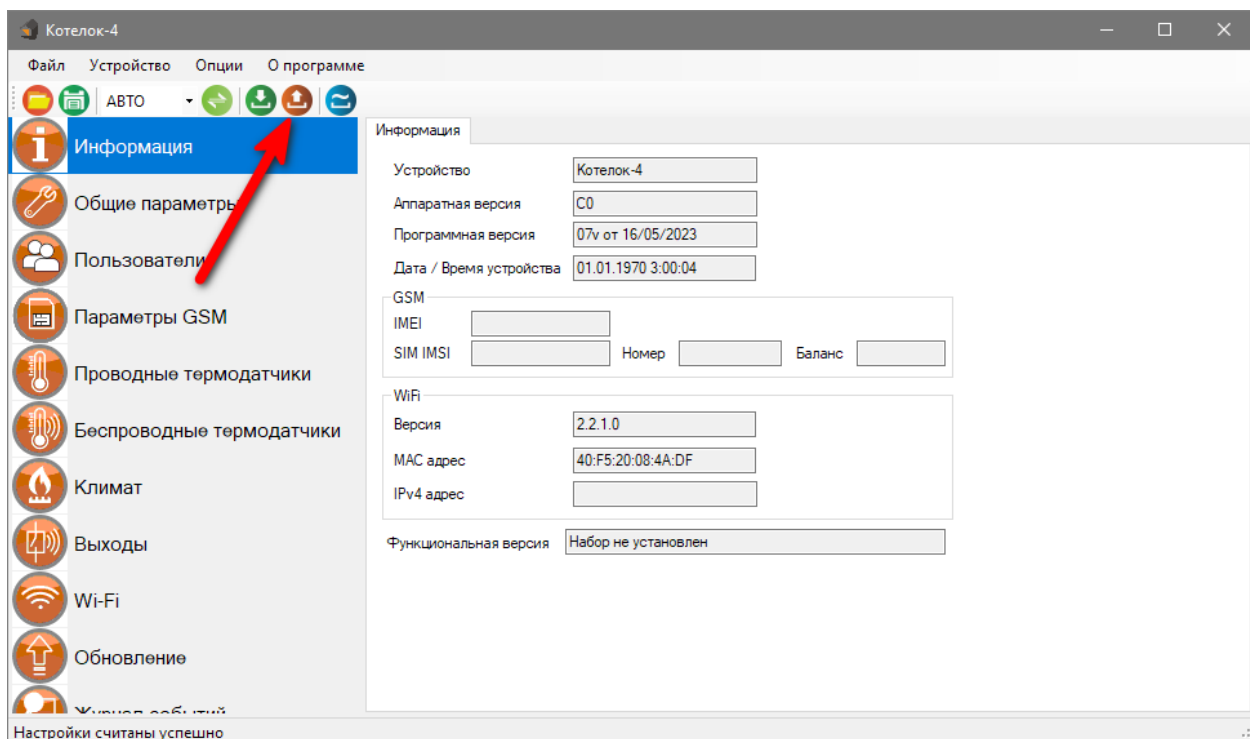 Котелок-4
Файл Устройство Опции О программе
АВТО
Информация
Общие параметры
Пользователи
Параметры GSM
Проводные термодатчики
Беспроводные термодатчики
Климат
Выходы
Wi-Fi
Обновление
Журнал событий
Информация
Устройство Котелок-4
Аппаратная версия C0
Программная версия 07v от 16/05/2023
Дата / Время устройства 01.01.1970 3:00:04
GSM
IMEI
SIM IMSI Номер Баланс
WiFi
Версия 2.2.1.0
MAC адрес 40:F5:20:08:4A:DF
IPv4 адрес
Функциональная версия Набор не установлен
Настройки считаны успешно